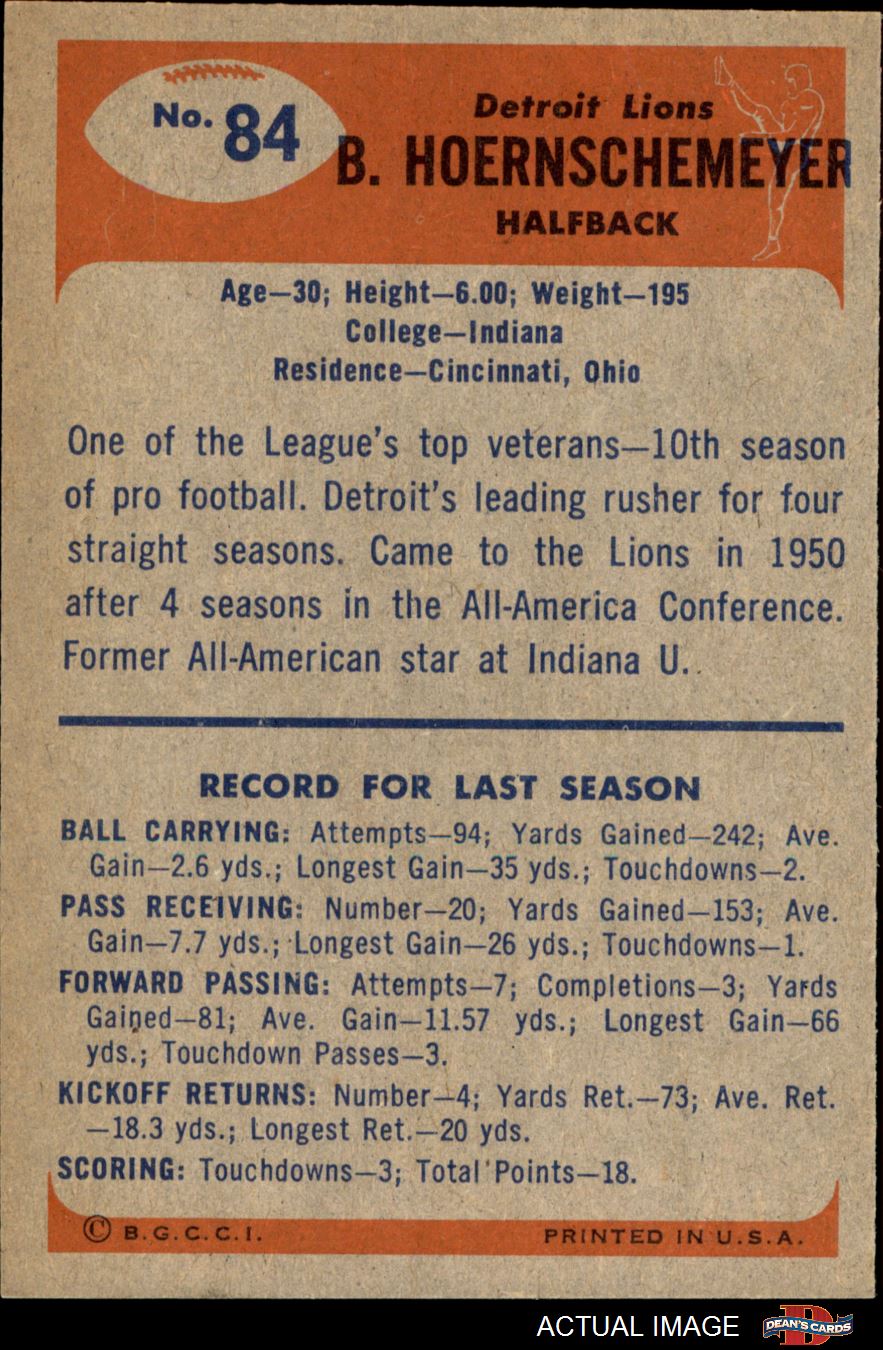 No. 84
Detroit Lions
B. HOERNSCHEMEYER
HALFBACK
Age—30; Height—6.00; Weight—195
College—Indiana
Residence—Cincinnati, Ohio
One of the League's top veterans—10th season
of pro football. Detroit's leading rusher for four
straight seasons. Came to the Lions in 1950
after 4 seasons in the All-America Conference.
Former All-American star at Indiana U.
RECORD FOR LAST SEASON
BALL CARRYING: Attempts—94; Yards Gained—242; Ave.
Gain—2.6 yds.; Longest Gain—35 yds.; Touchdowns—2.
PASS RECEIVING: Number—20; Yards Gained—153; Ave.
Gain—7.7 yds.; Longest Gain—26 yds.; Touchdowns—1.
FORWARD PASSING: Attempts—7; Completions—3; Yards
Gained—81; Ave. Gain—11.57 yds.; Longest Gain—66
yds.; Touchdown Passes—3.
KICKOFF RETURNS: Number—4; Yards Ret.—73; Ave. Ret.
—18.3 yds.; Longest Ret.—20 yds.
SCORING: Touchdowns—3; Total Points—18.
© B.G.C.C.I. PRINTED IN U.S.A.
ACTUAL IMAGE D DEAN'S CARDS